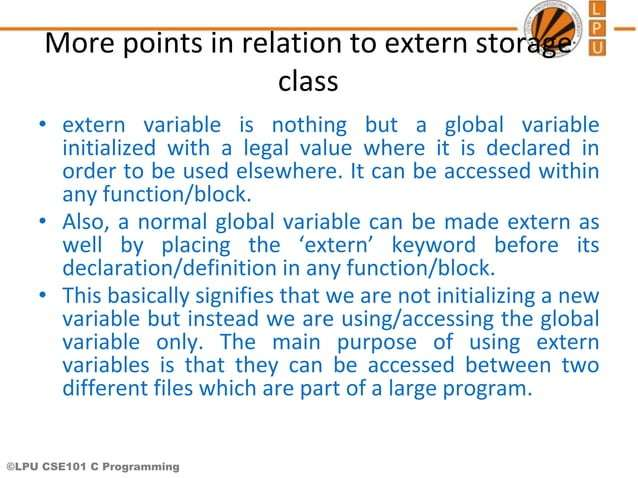 L
P
U
More points in relation to extern storage
class
• extern variable is nothing but a global variable
initialized with a legal value where it is declared in
order to be used elsewhere. It can be accessed within
any function/block.
• Also, a normal global variable can be made extern as
well by placing the ‘extern’ keyword before its
declaration/definition in any function/block.
• This basically signifies that we are not initializing a new
variable but instead we are using/accessing the global
variable only. The main purpose of using extern
variables is that they can be accessed between two
different files which are part of a large program.
©LPU CSE101 C Programming